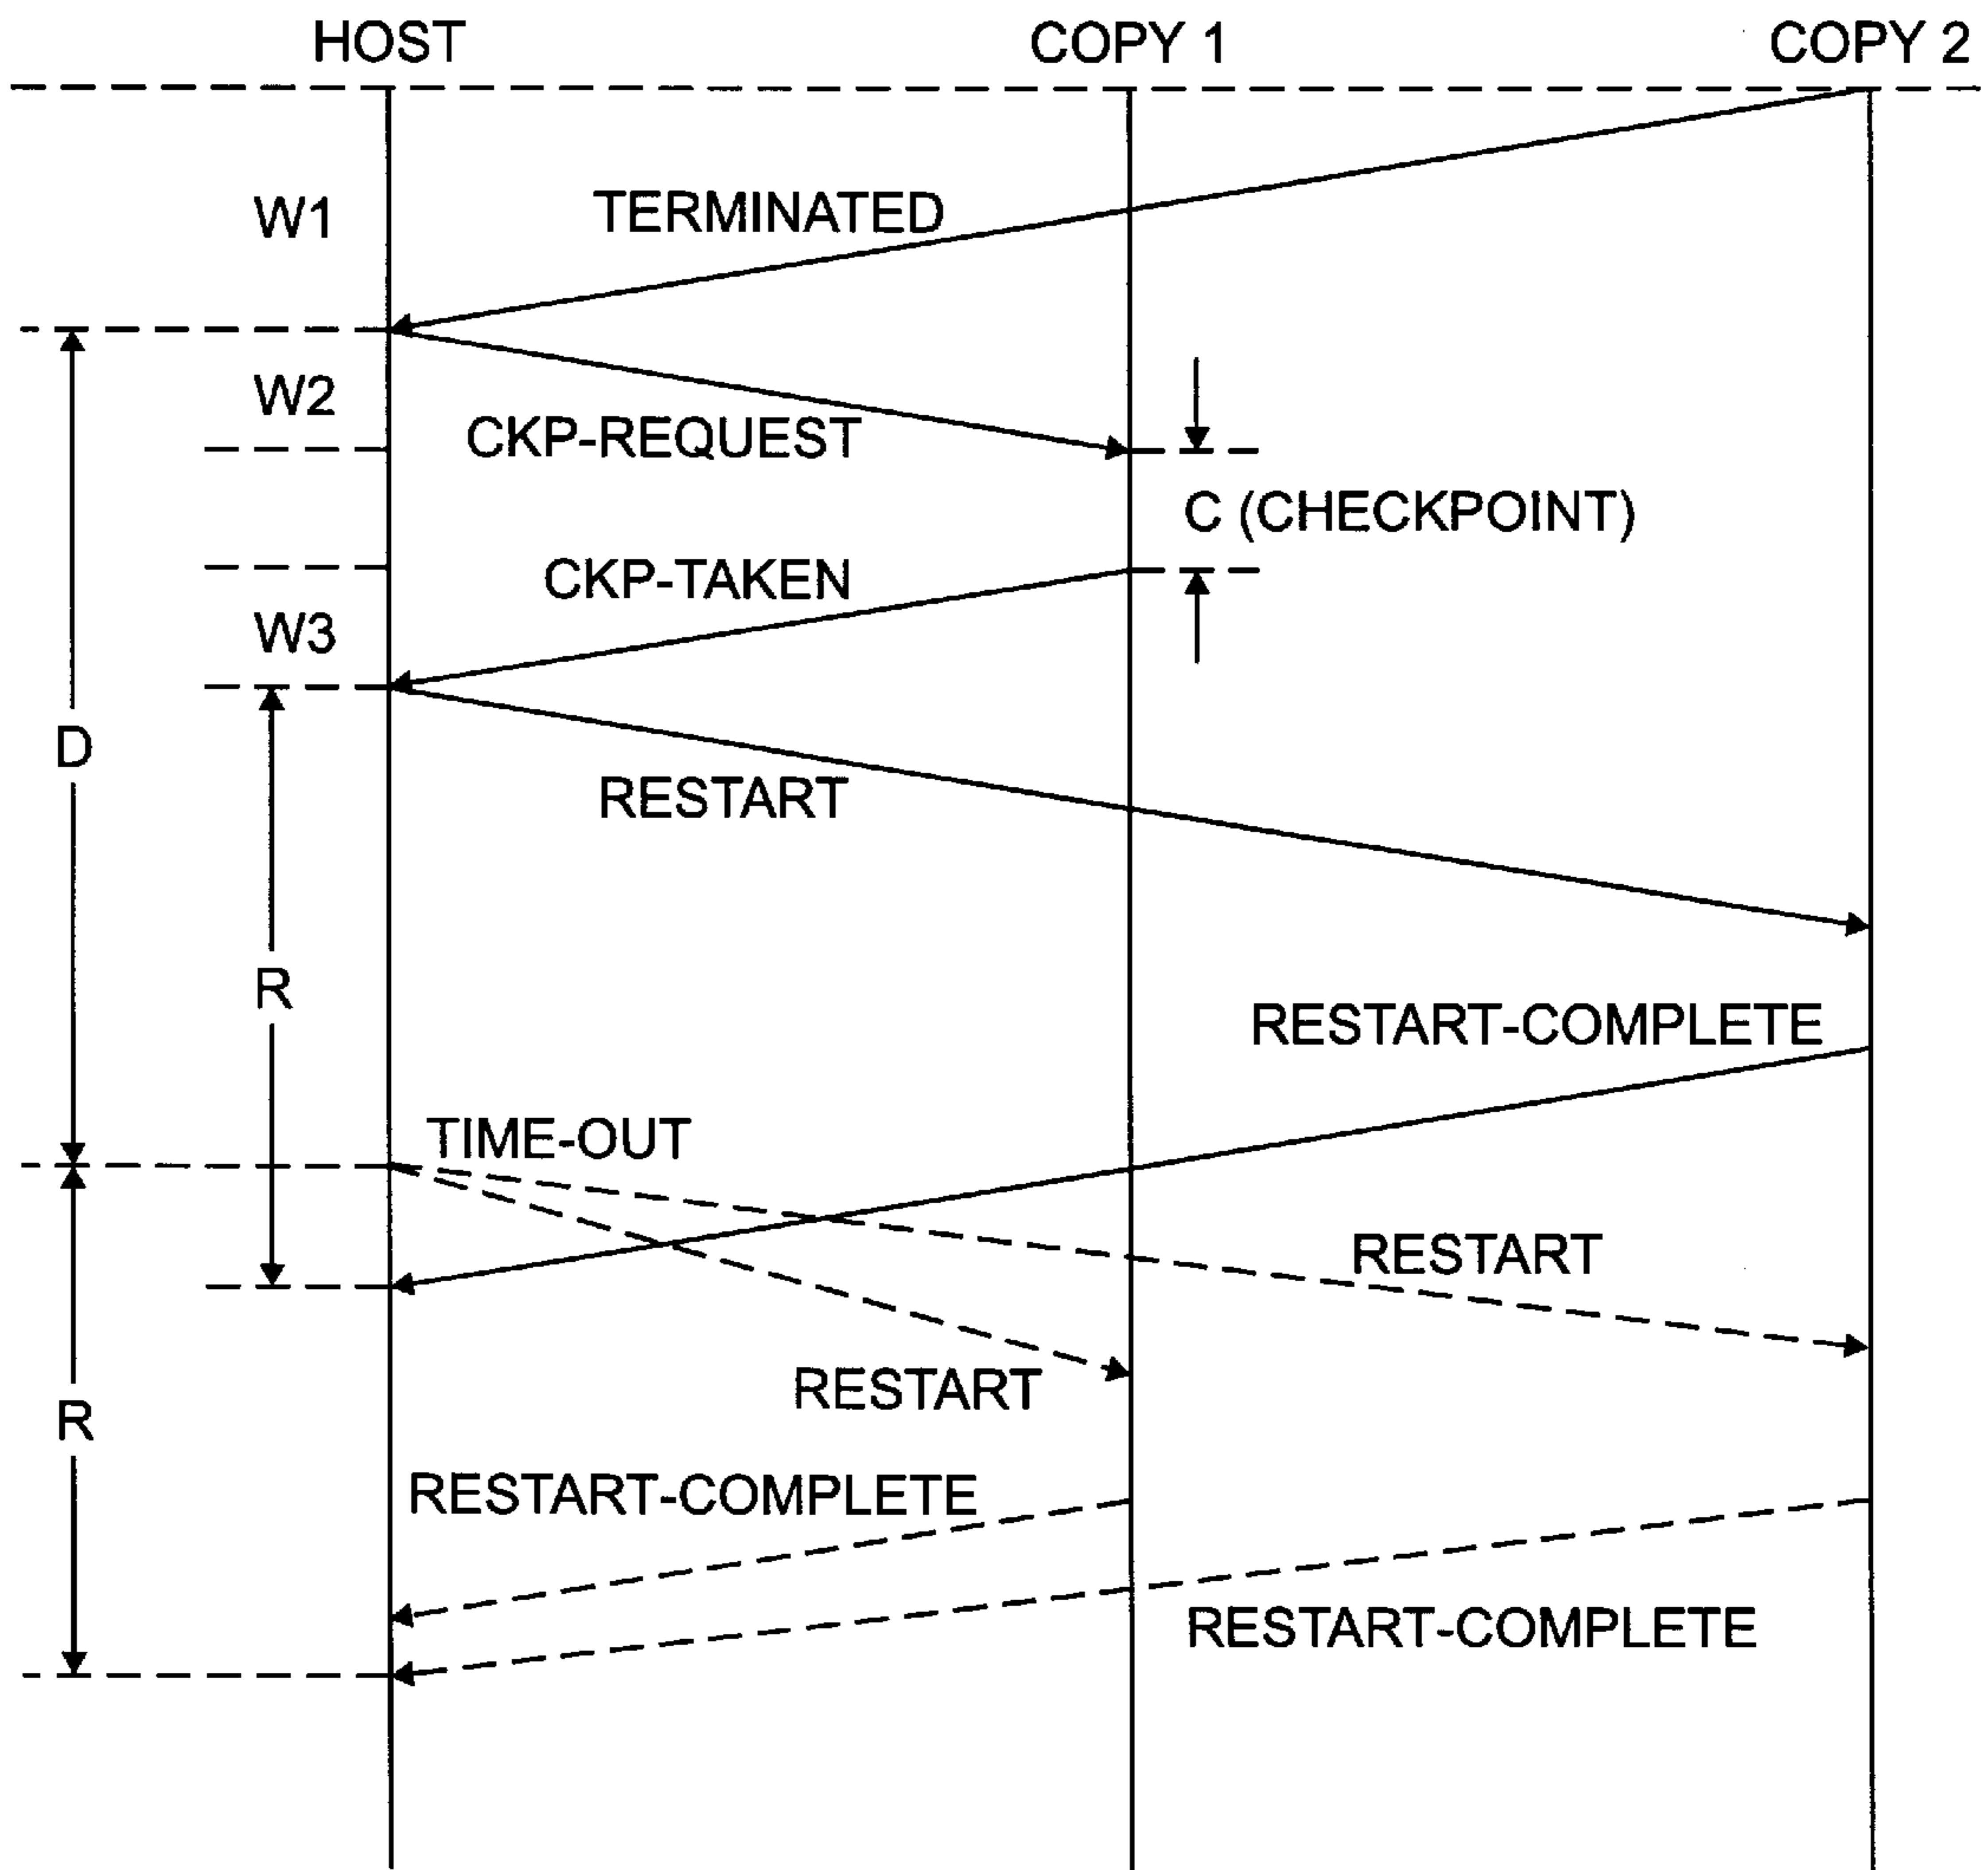 HOST
COPY 1
COPY 2
W1
TERMINATED
W2
CKP-REQUEST
C (CHECKPOINT)
CKP-TAKEN
W3
D
RESTART
R
RESTART-COMPLETE
TIME-OUT
RESTART
RESTART
R
RESTART-COMPLETE
RESTART-COMPLETE